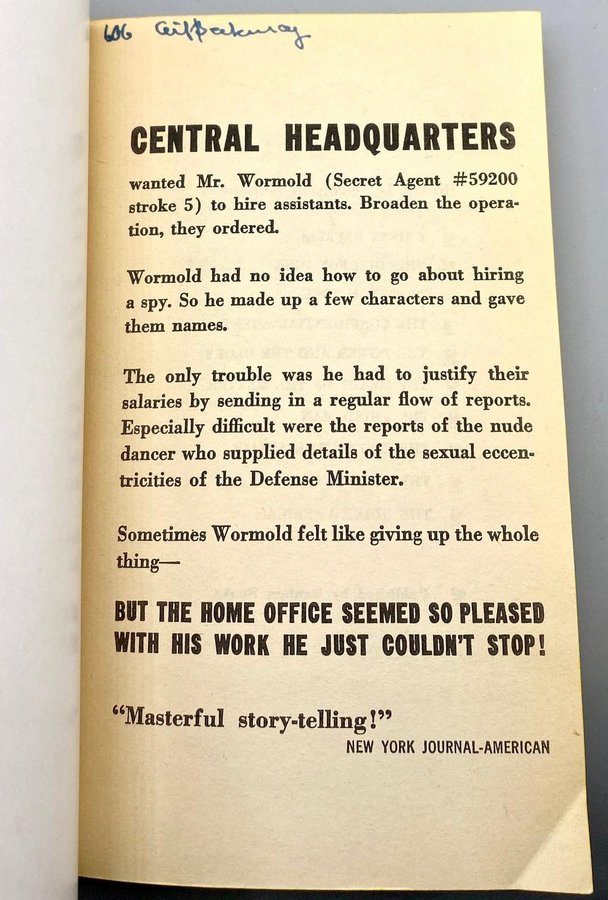 606
CENTRAL HEADQUARTERS
wanted Mr. Wormold (Secret Agent #59200
stroke 5) to hire assistants. Broaden the opera-
tion, they ordered.
Wormold had no idea how to go about hiring
a spy. So he made up a few characters and gave
them names.
The only trouble was he had to justify their
salaries by sending in a regular flow of reports.
Especially difficult were the reports of the nude
dancer who supplied details of the sexual eccen-
tricities of the Defense Minister.
Sometimes Wormold felt like giving up the whole
thing—
BUT THE HOME OFFICE SEEMED SO PLEASED
WITH HIS WORK HE JUST COULDN'T STOP!
“Masterful story-telling!”
NEW YORK JOURNAL-AMERICAN